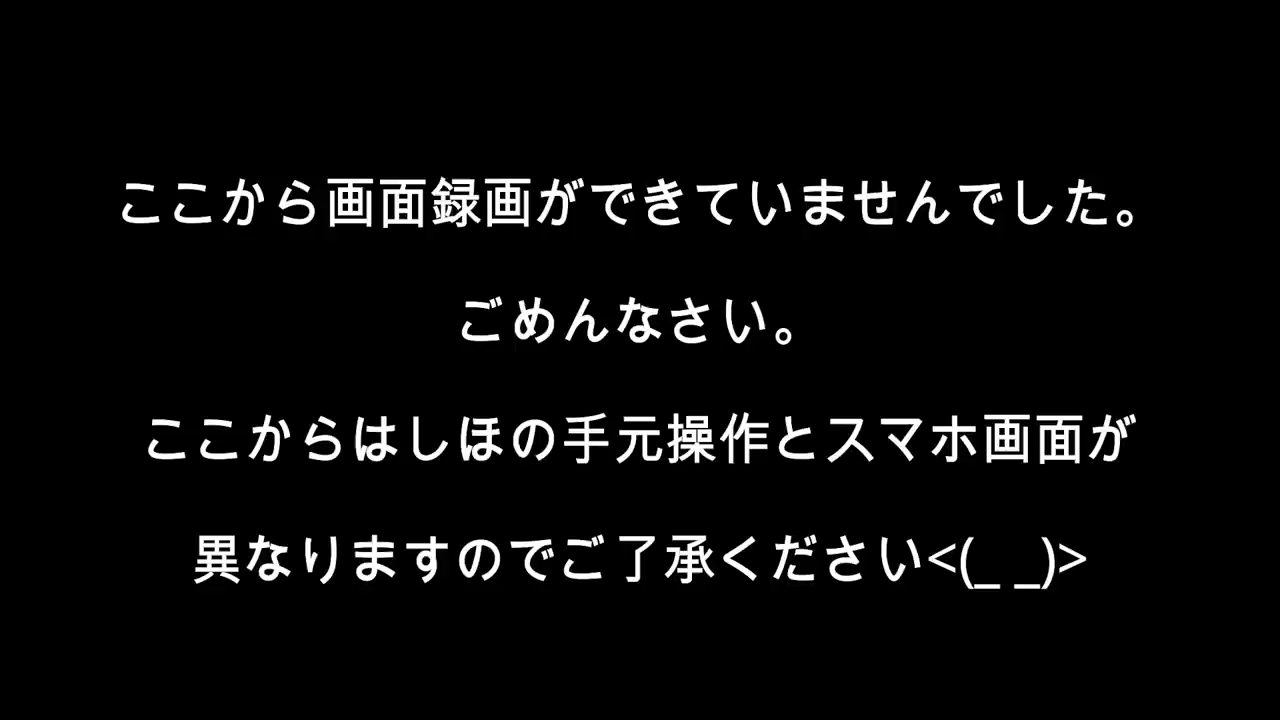 ここから画面録画ができていませんでした。
ごめんなさい。
ここからはしほの手元操作とスマホ画面が
異なりますのでご了承ください<(_ _)>